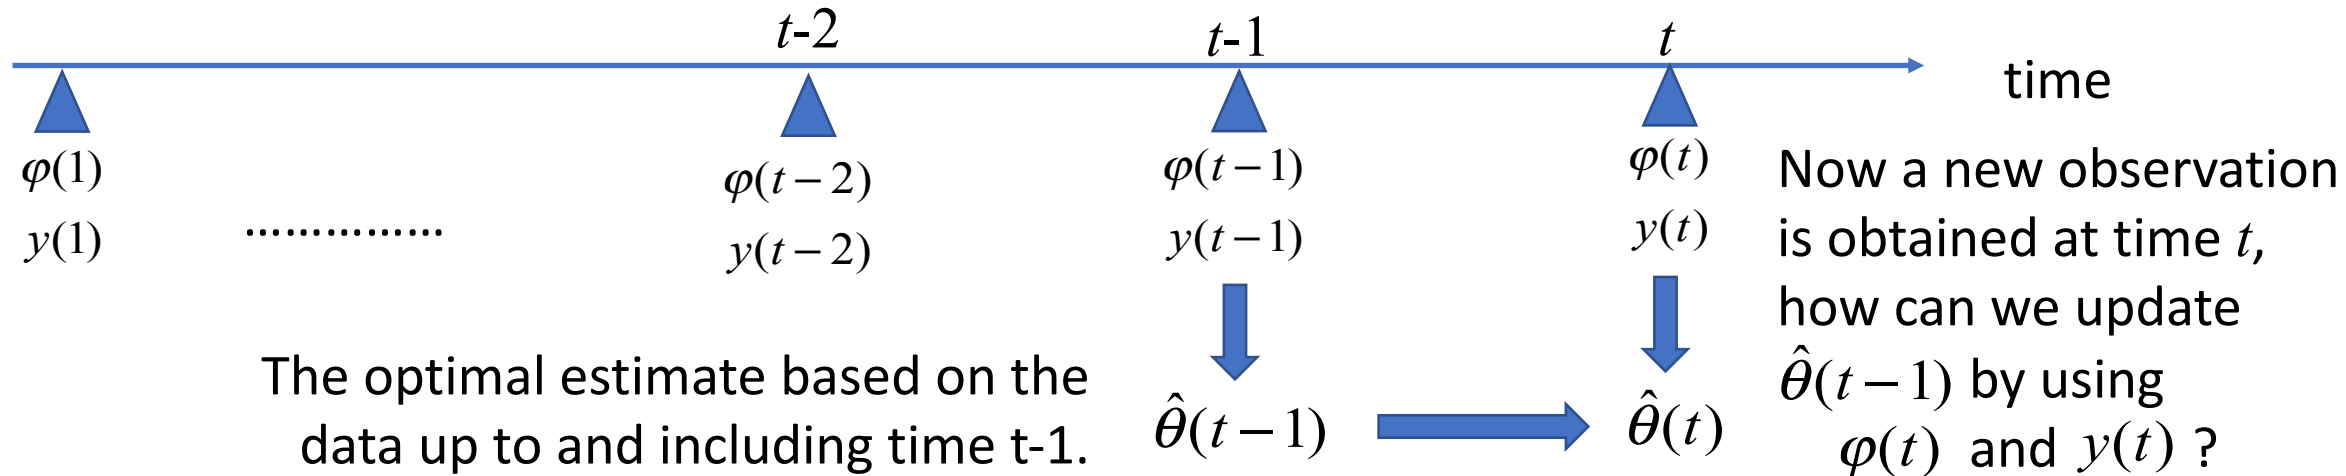 t-2 t-1 t
time
φ(1) φ(t−2) φ(t−1) φ(t)
y(1) ............... y(t−2) y(t−1) y(t)
Now a new observation
is obtained at time t,
how can we update
θ̂(t−1) by using
φ(t) and y(t) ?
The optimal estimate based on the
data up to and including time t-1.
θ̂(t−1) θ̂(t)